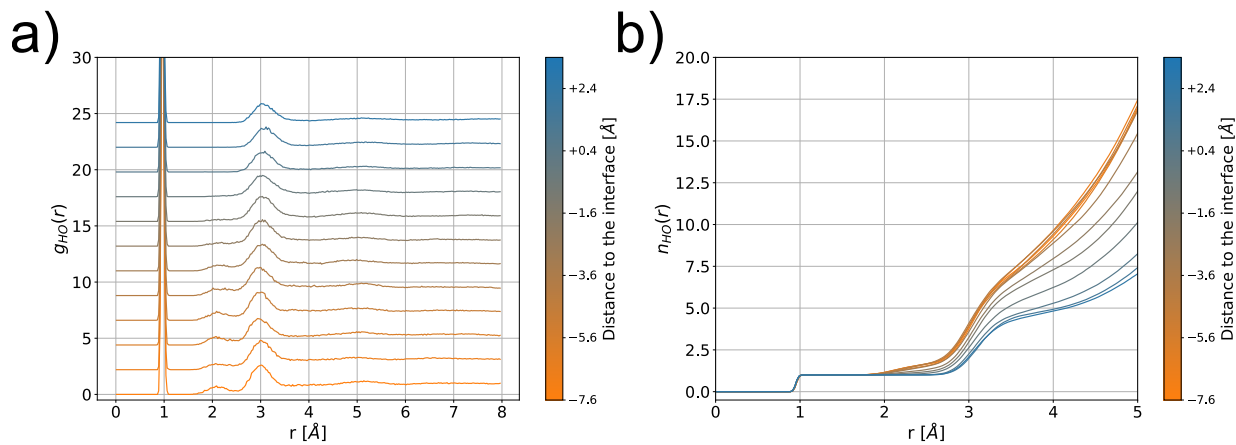 a)
30
25
20
15
10
5
0
g_HO(r)
0 1 2 3 4 5 6 7 8
r [Å]
+2.4
+0.4
−1.6
−3.6
−5.6
−7.6
Distance to the interface [Å]
b)
20.0
17.5
15.0
12.5
10.0
7.5
5.0
2.5
0.0
n_HO(r)
0 1 2 3 4 5
r [Å]
+2.4
+0.4
−1.6
−3.6
−5.6
−7.6
Distance to the interface [Å]